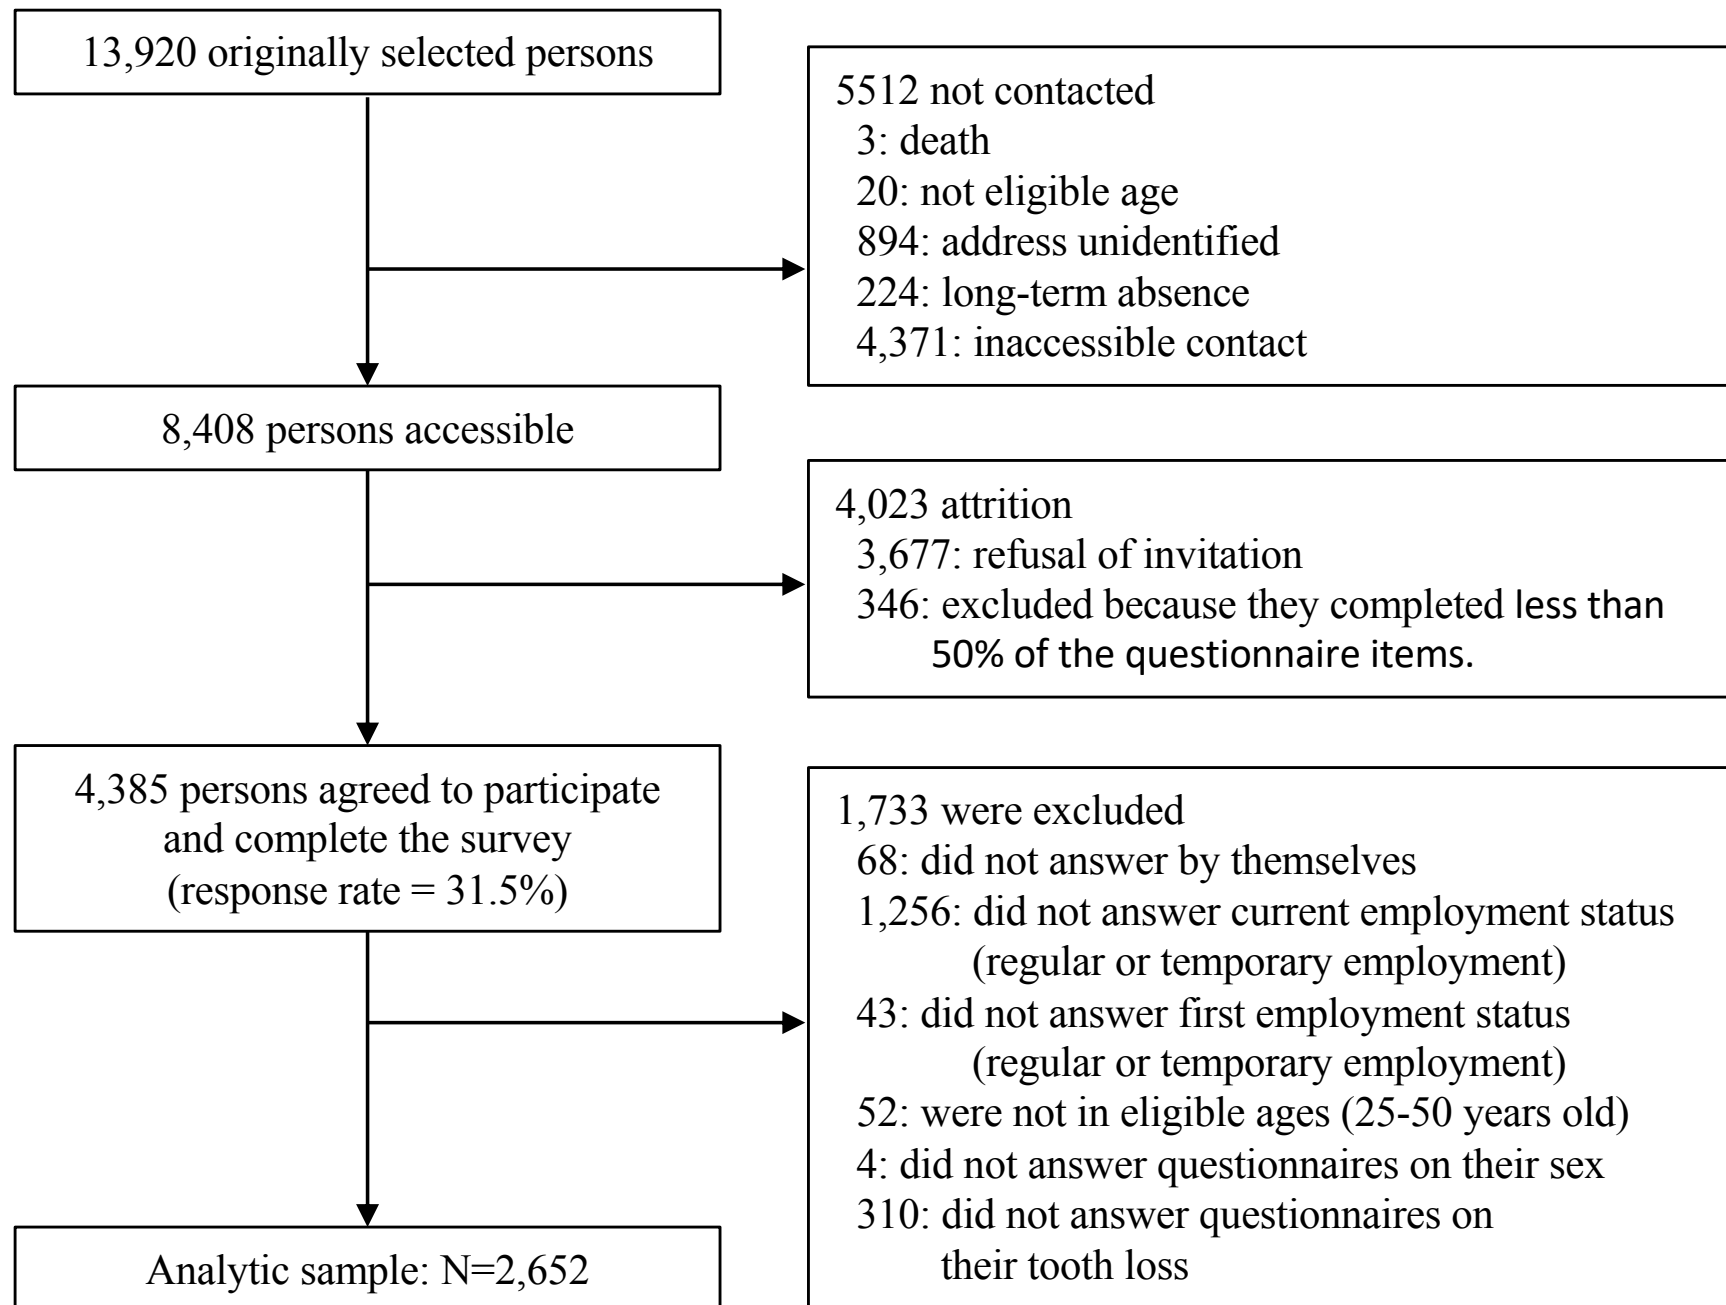 13,920 originally selected persons
5512 not contacted
3: death
20: not eligible age
894: address unidentified
224: long-term absence
4,371: inaccessible contact
8,408 persons accessible
4,023 attrition
3,677: refusal of invitation
346: excluded because they completed less than
50% of the questionnaire items.
4,385 persons agreed to participate
and complete the survey
(response rate = 31.5%)
1,733 were excluded
68: did not answer by themselves
1,256: did not answer current employment status
(regular or temporary employment)
43: did not answer first employment status
(regular or temporary employment)
52: were not in eligible ages (25-50 years old)
4: did not answer questionnaires on their sex
310: did not answer questionnaires on
their tooth loss
Analytic sample: N=2,652